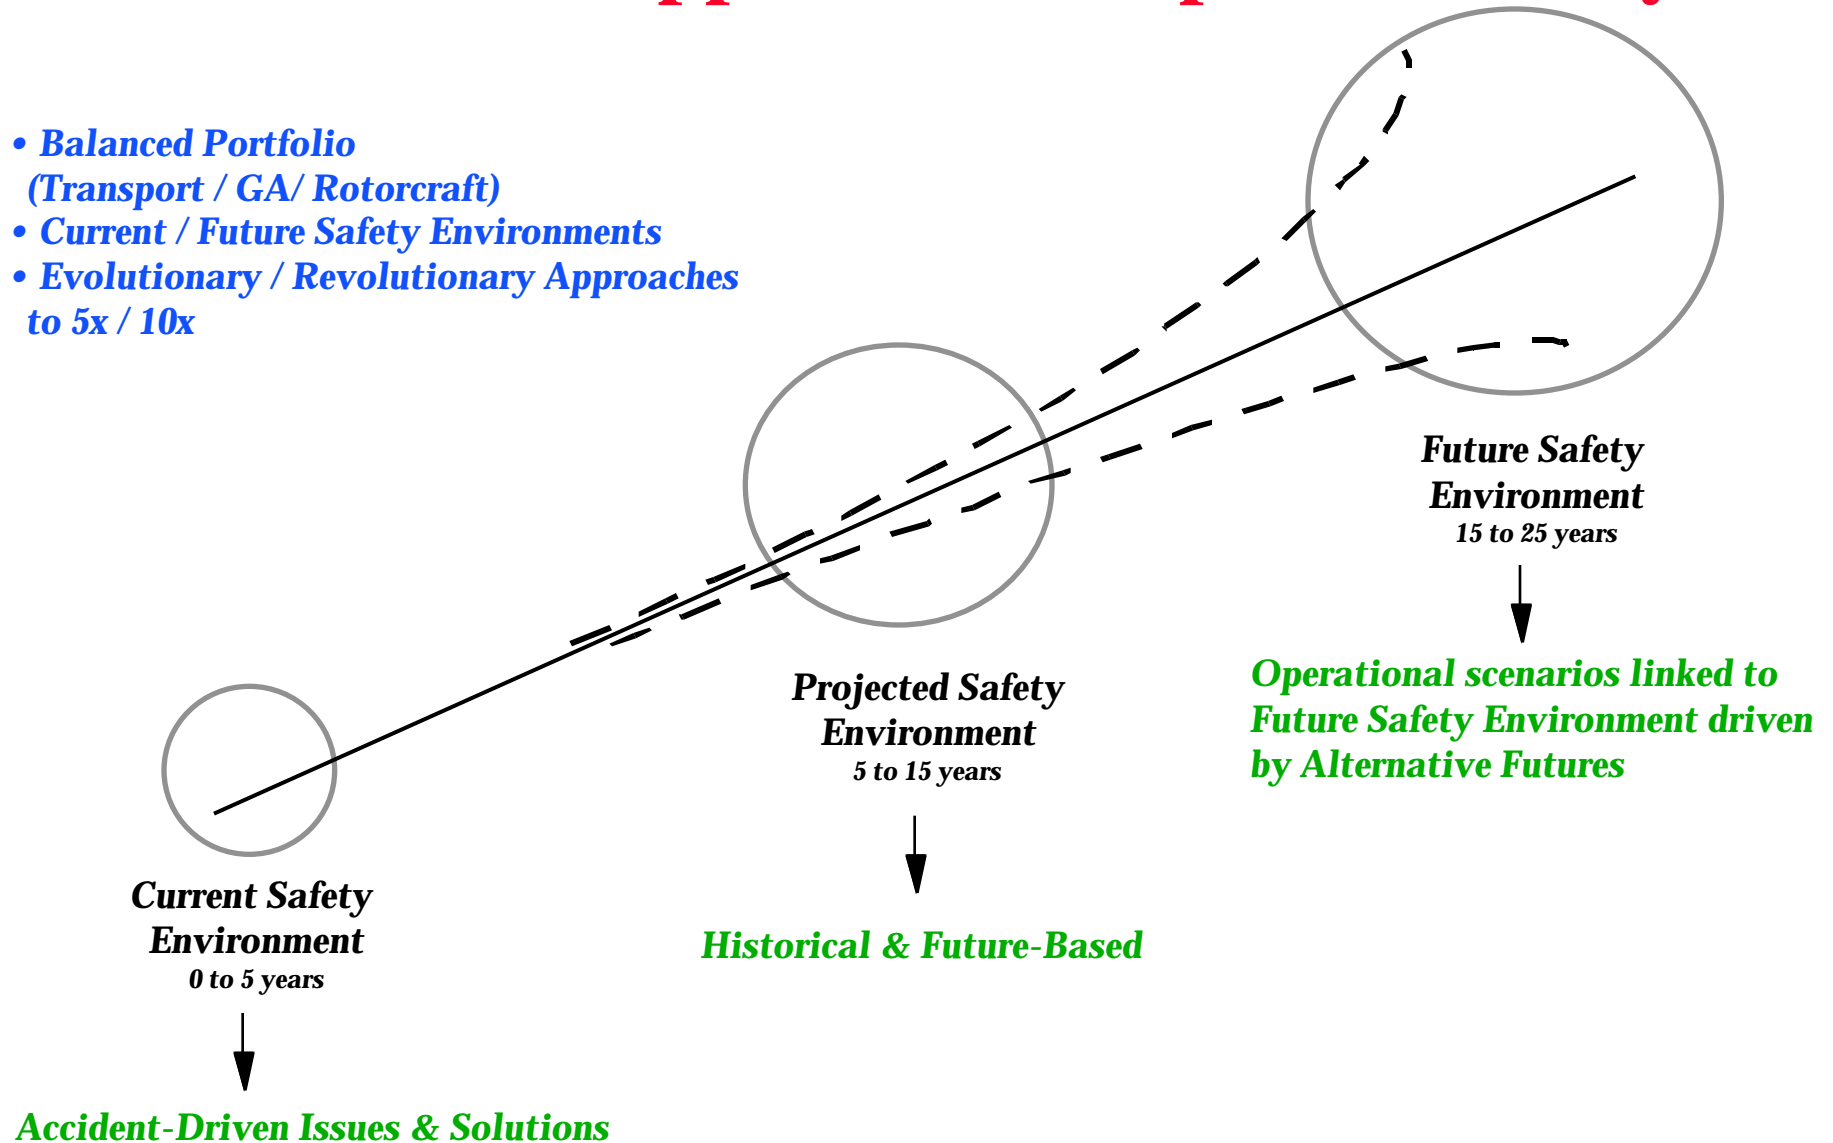 • Balanced Portfolio
(Transport / GA/ Rotorcraft)
• Current / Future Safety Environments
• Evolutionary / Revolutionary Approaches
to 5x / 10x
Future Safety
Environment
15 to 25 years
Operational scenarios linked to
Future Safety Environment driven
by Alternative Futures
Projected Safety
Environment
5 to 15 years
Historical & Future-Based
Current Safety
Environment
0 to 5 years
Accident-Driven Issues & Solutions